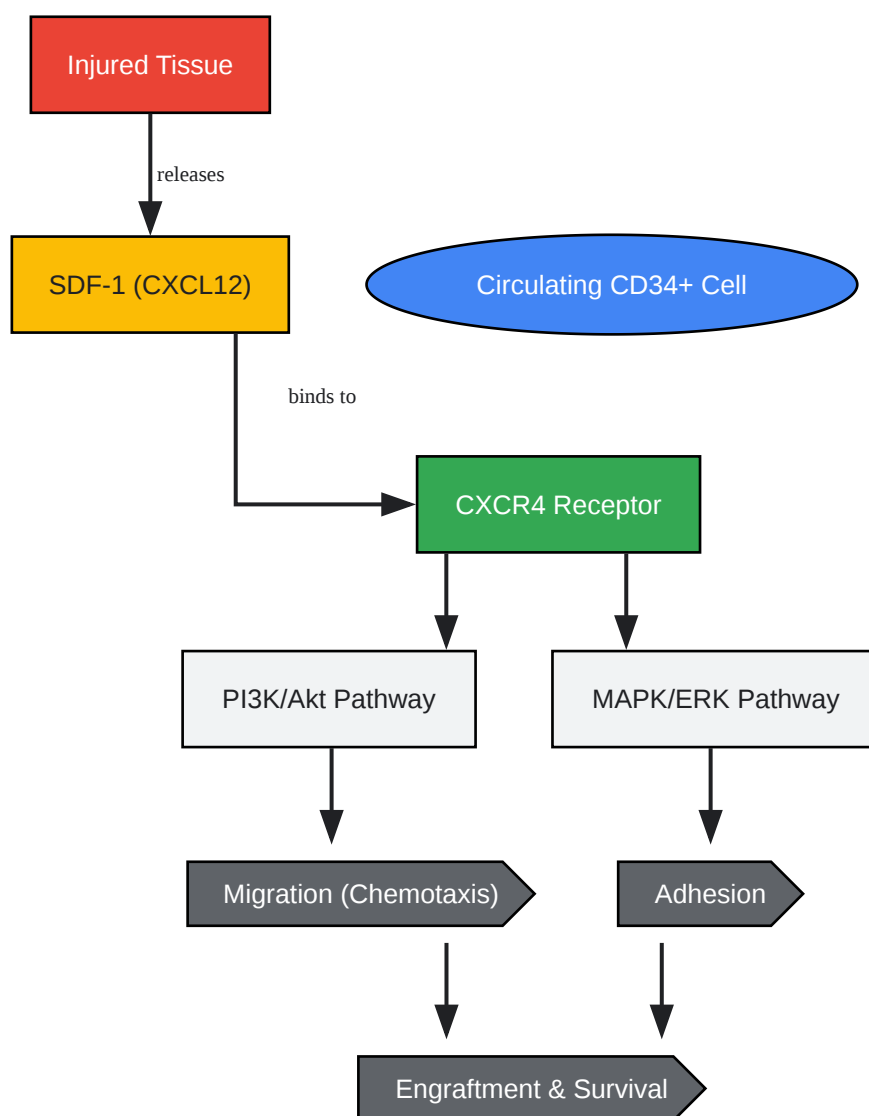 Injured Tissue
releases
SDF-1 (CXCL12)
Circulating CD34+ Cell
binds to
CXCR4 Receptor
PI3K/Akt Pathway
MAPK/ERK Pathway
Migration (Chemotaxis)
Adhesion
Engraftment & Survival